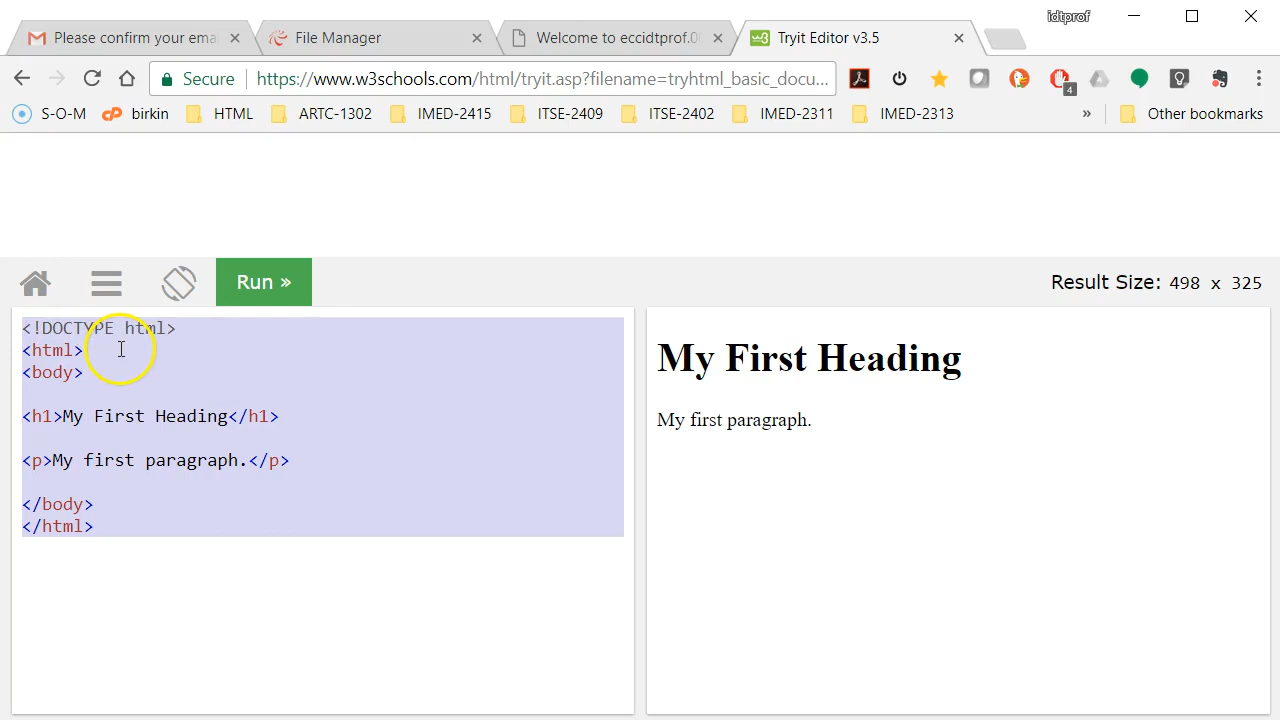 idtprof
Please confirm your ema
File Manager
Welcome to eccidtprof.0
Tryit Editor v3.5
Secure
https://www.w3schools.com/html/tryit.asp?filename=tryhtml_basic_docu...
4
S-O-M
birkin
HTML
ARTC-1302
IMED-2415
ITSE-2409
ITSE-2402
IMED-2311
IMED-2313
»
Other bookmarks
Run »
Result Size: 498 x 325
<!DOCTYPE html>
<html>
<body>
<h1>My First Heading</h1>
<p>My first paragraph.</p>
</body>
</html>
My First Heading
My first paragraph.